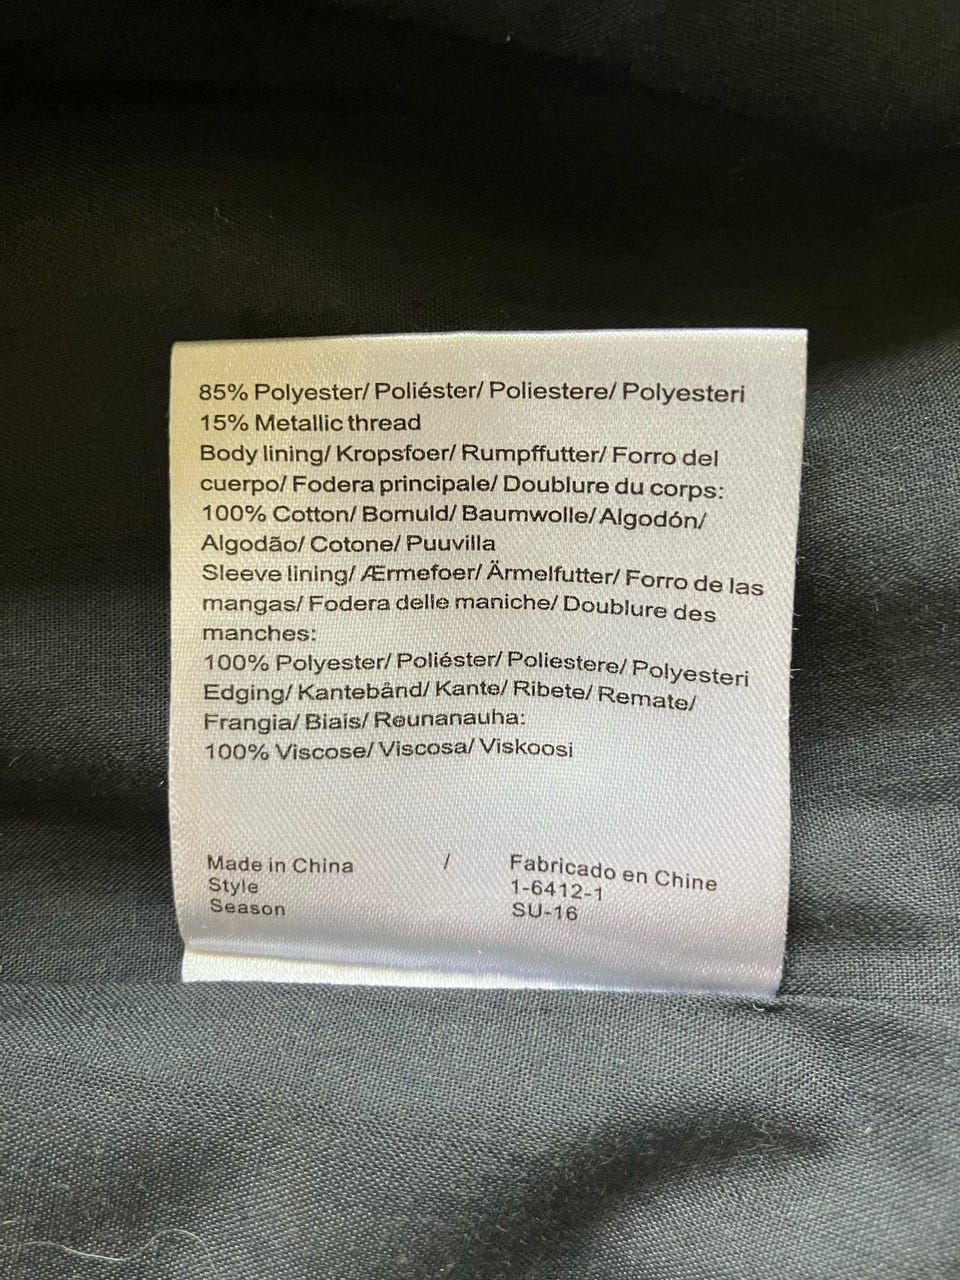 85% Polyester/ Poliéster/ Poliestere/ Polyesteri
15% Metallic thread
Body lining/ Kropsfoer/ Rumpffutter/ Forro del
cuerpo/ Fodera principale/ Doublure du corps:
100% Cotton/ Bomuld/ Baumwolle/ Algodón/
Algodão/ Cotone/ Puuvilla
Sleeve lining/ Ærmefoer/ Ärmelfutter/ Forro de las
mangas/ Fodera delle maniche/ Doublure des
manches:
100% Polyester/ Poliéster/ Poliestere/ Polyesteri
Edging/ Kantebånd/ Kante/ Ribete/ Remate/
Frangia/ Biais/ Reunanauha:
100% Viscose/ Viscosa/ Viskoosi
Made in China / Fabricado en Chine
Style 1-6412-1
Season SU-16